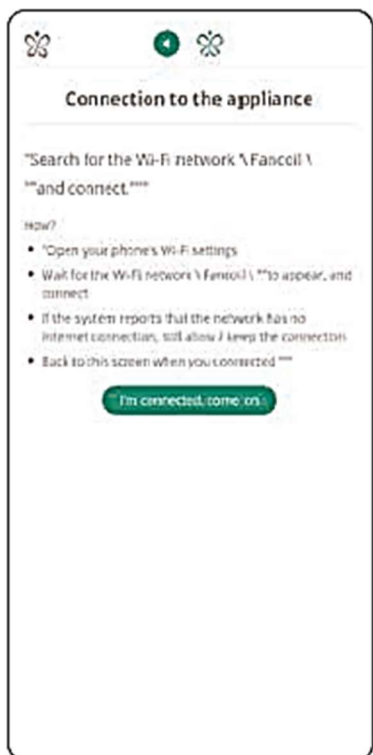 Connection to the appliance
"Search for the Wi-Fi network \ Fancoil \
""and connect.""""
How?
• "Open your phone's Wi-Fi settings
• Wait for the Wi-Fi network \ Fancoil \ ""to appear, and
connect
• If the system reports that the network has no
internet connection, still allow / keep the connection
• Back to this screen when you connected """
I'm connected, come on